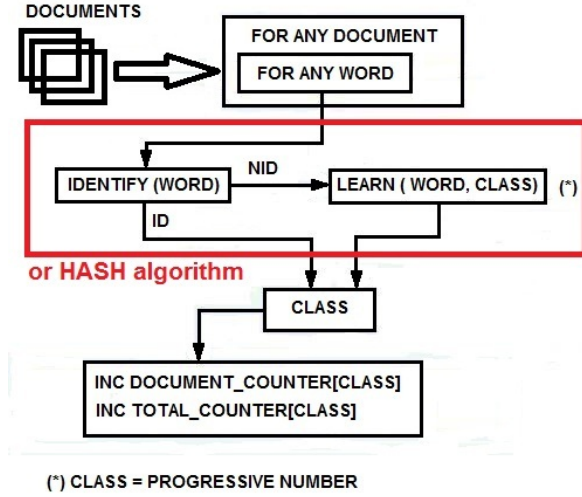 DOCUMENTS
FOR ANY DOCUMENT
FOR ANY WORD
IDENTIFY (WORD)
NID
LEARN ( WORD, CLASS)
(*)
ID
or HASH algorithm
CLASS
INC DOCUMENT_COUNTER[CLASS]
INC TOTAL_COUNTER[CLASS]
(*) CLASS = PROGRESSIVE NUMBER